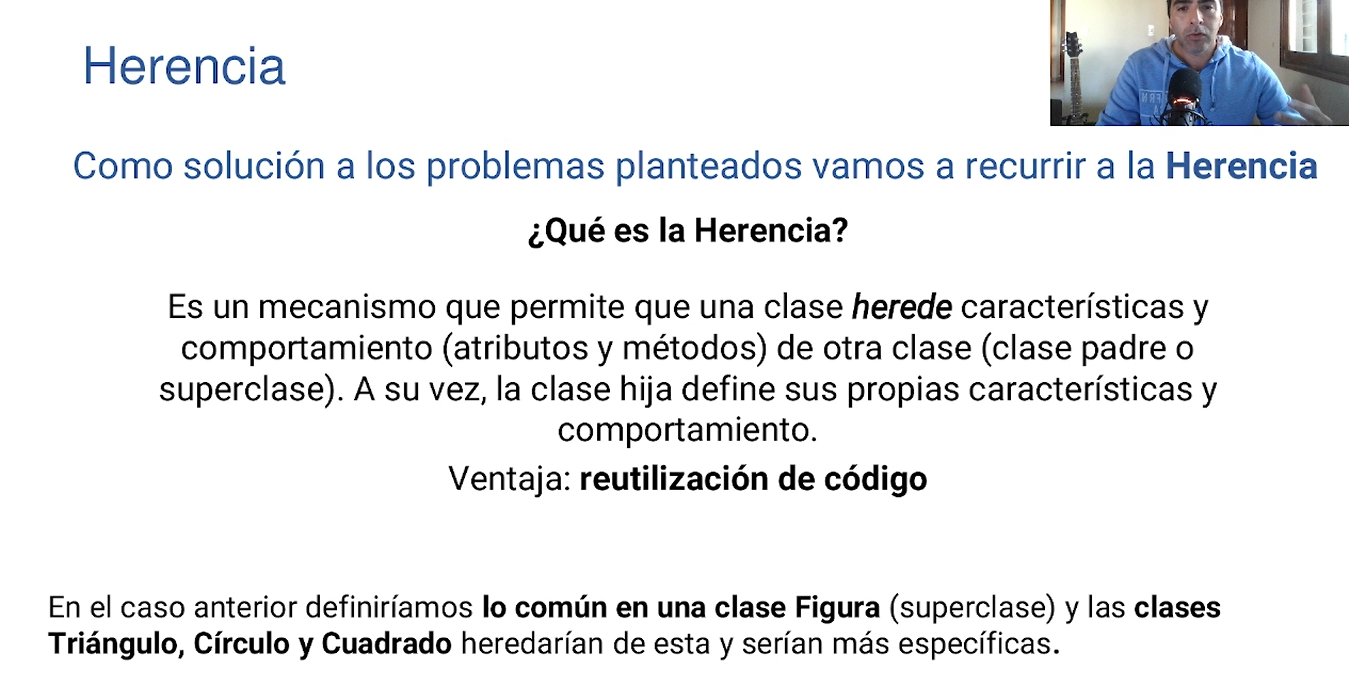 Herencia
Como solución a los problemas planteados vamos a recurrir a la Herencia
¿Qué es la Herencia?
Es un mecanismo que permite que una clase herede características y
comportamiento (atributos y métodos) de otra clase (clase padre o
superclase). A su vez, la clase hija define sus propias características y
comportamiento.
Ventaja: reutilización de código
En el caso anterior definiríamos lo común en una clase Figura (superclase) y las clases
Triángulo, Círculo y Cuadrado heredarían de esta y serían más específicas.